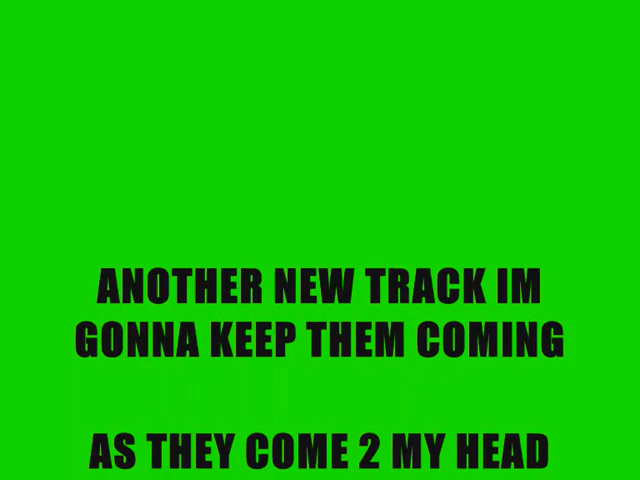 ANOTHER NEW TRACK IM
GONNA KEEP THEM COMING
AS THEY COME 2 MY HEAD